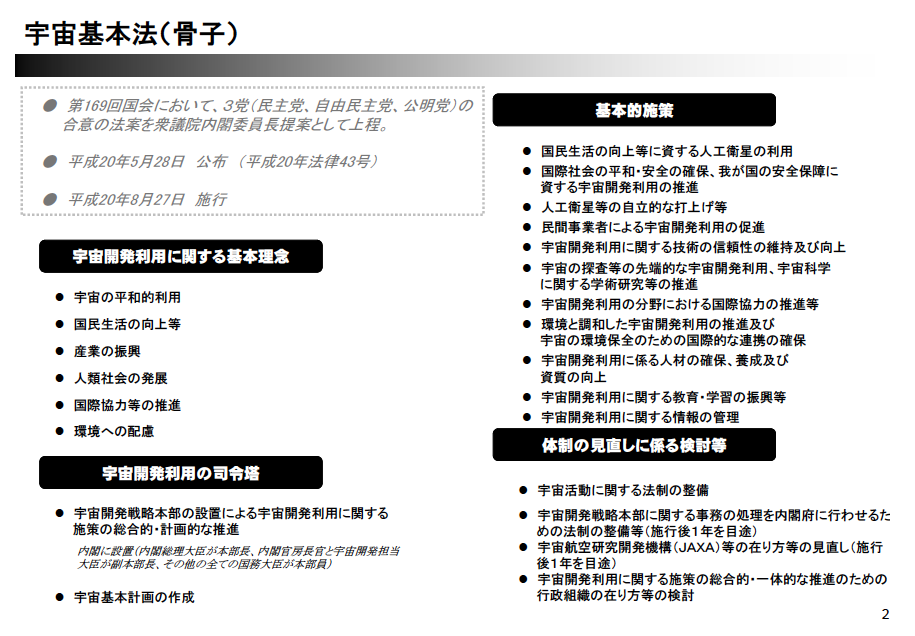 宇宙基本法(骨子)
● 第169回国会において、3党(民主党、自由民主党、公明党)の
合意の法案を衆議院内閣委員長提案として上程。
● 平成20年5月28日 公布 (平成20年法律43号)
● 平成20年8月27日 施行
宇宙開発利用に関する基本理念
● 宇宙の平和的利用
● 国民生活の向上等
● 産業の振興
● 人類社会の発展
● 国際協力等の推進
● 環境への配慮
宇宙開発利用の司令塔
● 宇宙開発戦略本部の設置による宇宙開発利用に関する
施策の総合的・計画的な推進
内閣に設置(内閣総理大臣が本部長、内閣官房長官と宇宙開発担当
大臣が副本部長、その他の全ての国務大臣が本部員)
● 宇宙基本計画の作成
基本的施策
● 国民生活の向上等に資する人工衛星の利用
● 国際社会の平和・安全の確保、我が国の安全保障に
資する宇宙開発利用の推進
● 人工衛星等の自立的な打上げ等
● 民間事業者による宇宙開発利用の促進
● 宇宙開発利用に関する技術の信頼性の維持及び向上
● 宇宙の探査等の先端的な宇宙開発利用、宇宙科学
に関する学術研究等の推進
● 宇宙開発利用の分野における国際協力の推進等
● 環境と調和した宇宙開発利用の推進及び
宇宙の環境保全のための国際的な連携の確保
● 宇宙開発利用に係る人材の確保、養成及び
資質の向上
● 宇宙開発利用に関する教育・学習の振興等
● 宇宙開発利用に関する情報の管理
体制の見直しに係る検討等
● 宇宙活動に関する法制の整備
● 宇宙開発戦略本部に関する事務の処理を内閣府に行わせるた
めの法制の整備等(施行後1年を目途)
● 宇宙航空研究開発機構(JAXA)等の在り方等の見直し(施行
後1年を目途)
● 宇宙開発利用に関する施策の総合的・一体的な推進のための
行政組織の在り方等の検討
2